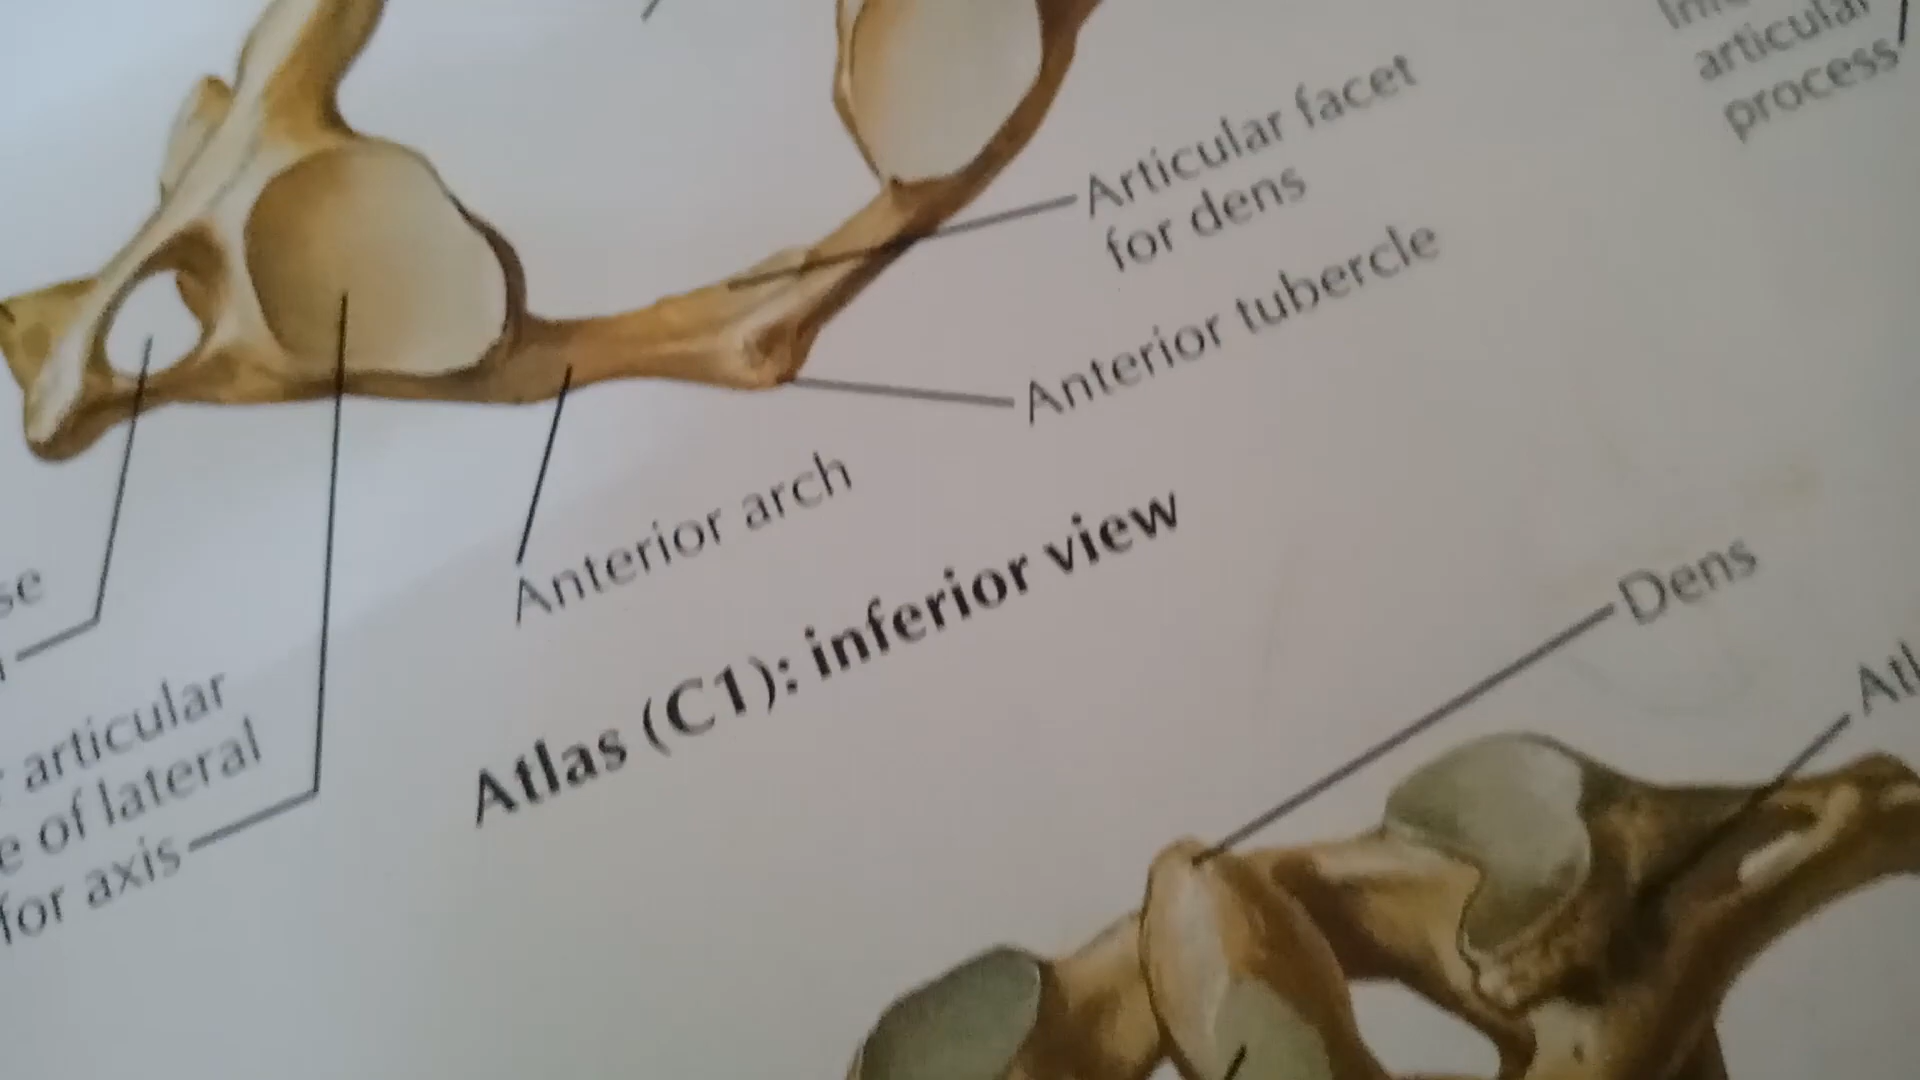 articular
process
Articular facet
for dens
Anterior tubercle
Anterior arch
Atlas (C1): inferior view
articular
of lateral
for axis
Dens